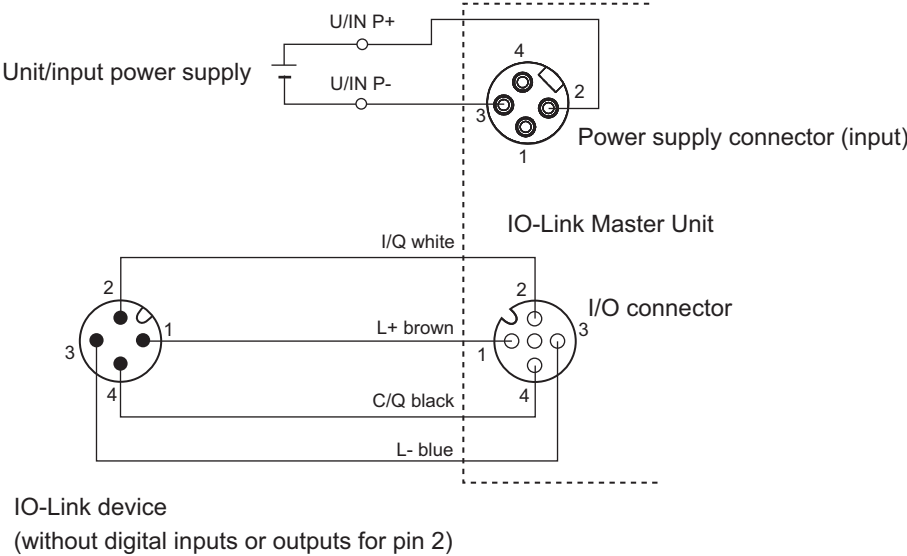 U/IN P+
Unit/input power supply
U/IN P-
4
2
3
1
Power supply connector (input)
IO-Link Master Unit
I/Q white
2
2
I/O connector
L+ brown
1
3
3
1
4
C/Q black
4
L- blue
IO-Link device
(without digital inputs or outputs for pin 2)